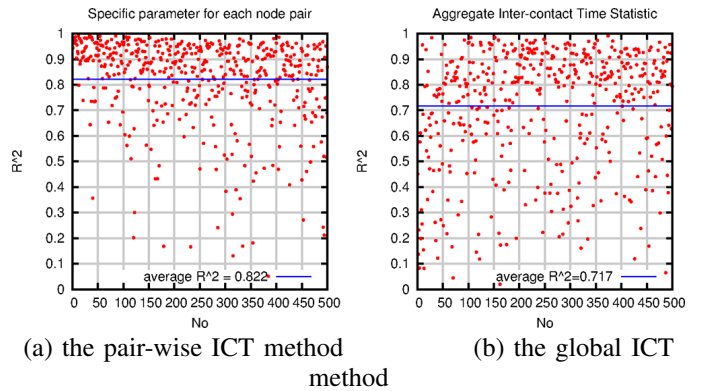 Specific parameter for each node pair
1
0.9
0.8
0.7
0.6
0.5
0.4
0.3
0.2
0.1
0
R^2
average R^2 = 0.822
0 50 100 150 200 250 300 350 400 450 500
No
(a) the pair-wise ICT method
Aggregate Inter-contact Time Statistic
1
0.9
0.8
0.7
0.6
0.5
0.4
0.3
0.2
0.1
0
R^2
average R^2=0.717
0 50 100 150 200 250 300 350 400 450 500
No
(b) the global ICT
method